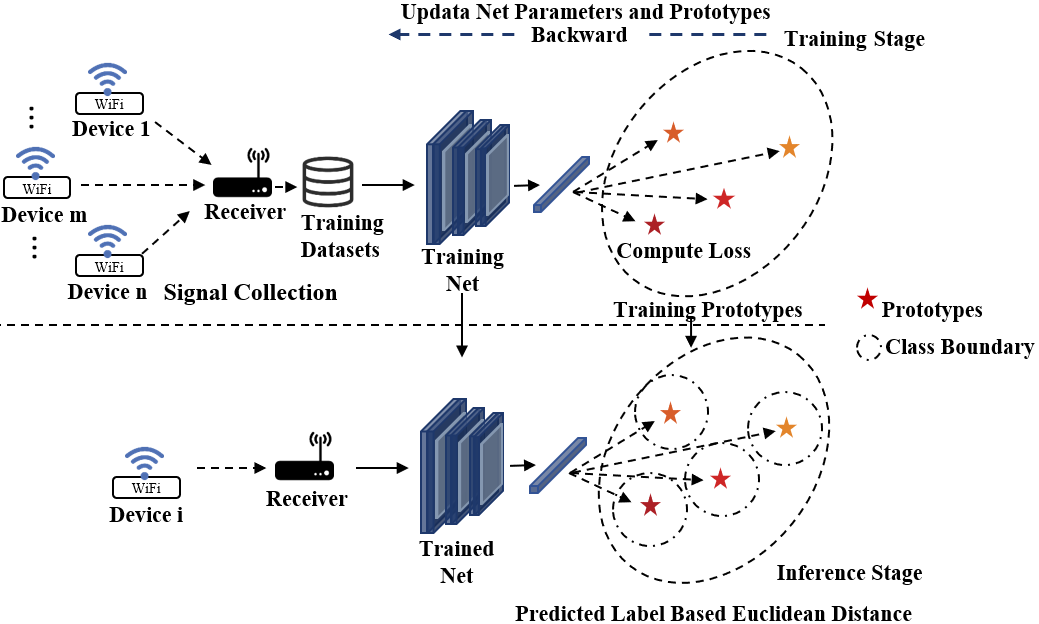 Updata Net Parameters and Prototypes
Backward
Training Stage
WiFi
Device 1
...
WiFi
Device m
...
WiFi
Device n
Receiver
Training
Datasets
Signal Collection
Training
Net
Compute Loss
Training Prototypes
Prototypes
Class Boundary
WiFi
Device i
Receiver
Trained
Net
Inference Stage
Predicted Label Based Euclidean Distance